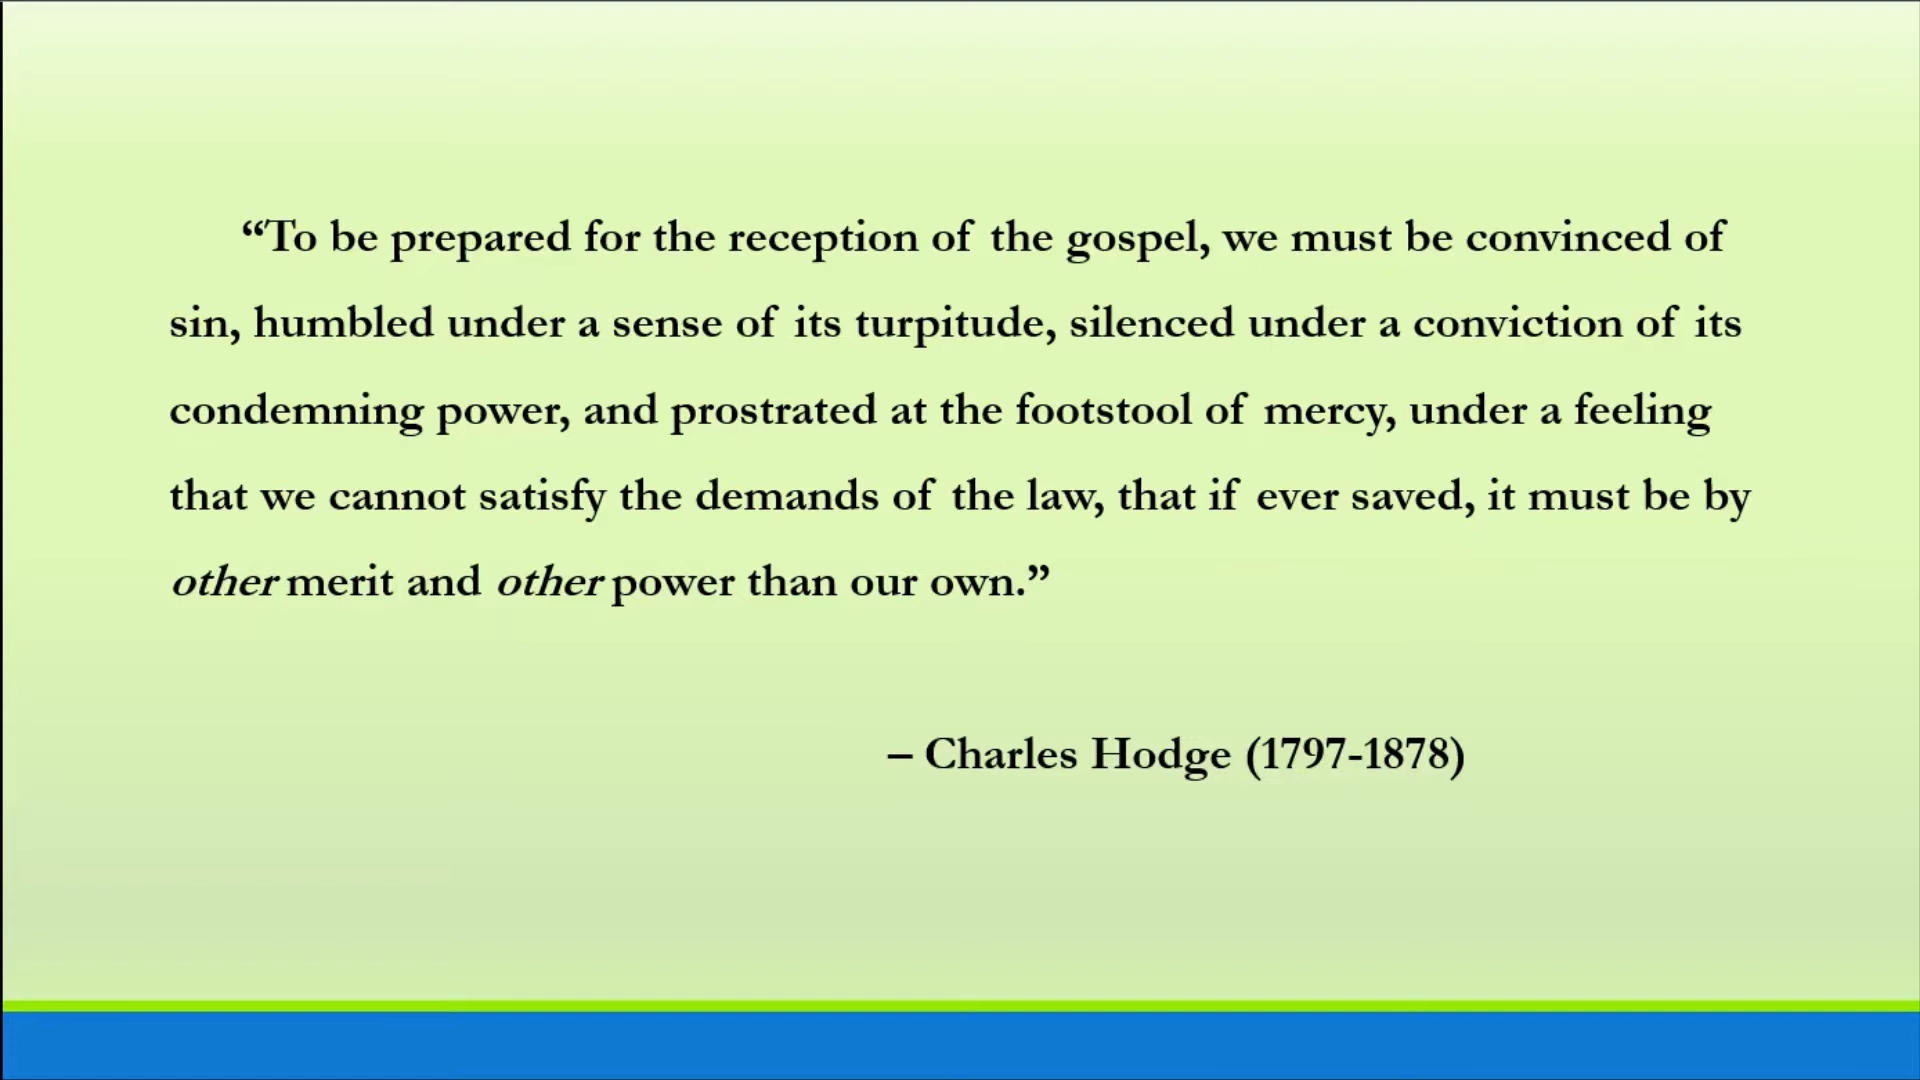 “To be prepared for the reception of the gospel, we must be convinced of
sin, humbled under a sense of its turpitude, silenced under a conviction of its
condemning power, and prostrated at the footstool of mercy, under a feeling
that we cannot satisfy the demands of the law, that if ever saved, it must be by
other merit and other power than our own.”
– Charles Hodge (1797-1878)